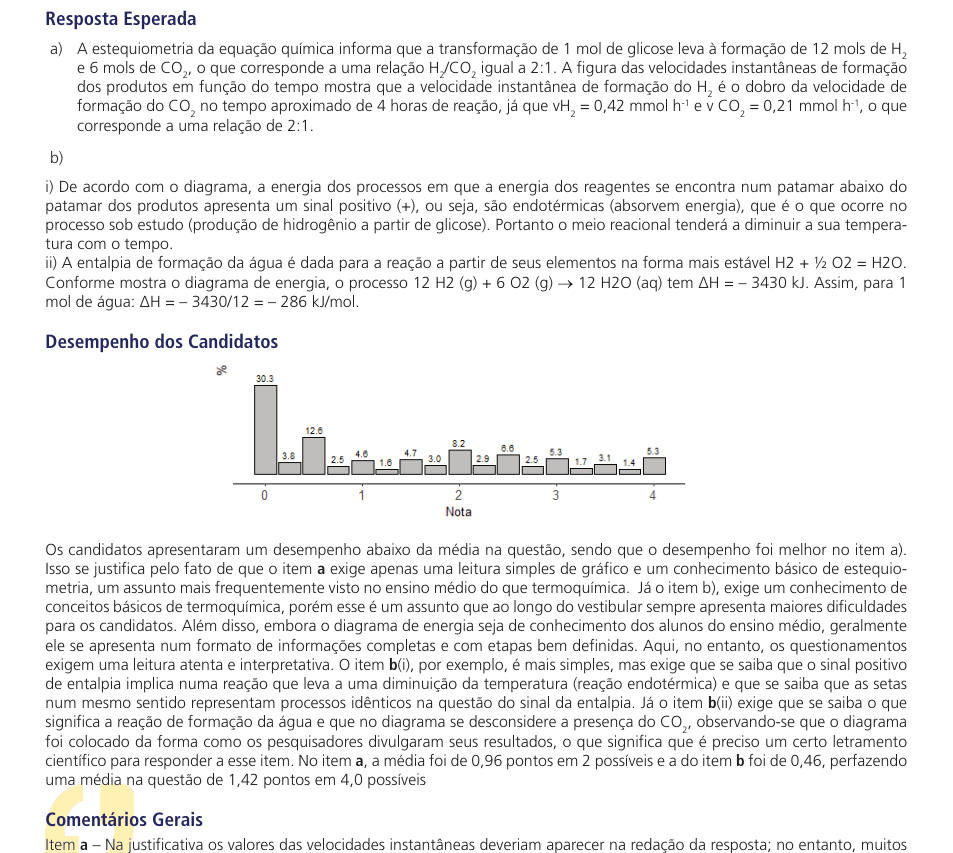 Resposta Esperada
a) A estequiometria da equação química informa que a transformação de 1 mol de glicose leva à formação de 12 mols de H₂
e 6 mols de CO₂, o que corresponde a uma relação H₂/CO₂ igual a 2:1. A figura das velocidades instantâneas de formação
dos produtos em função do tempo mostra que a velocidade instantânea de formação do H₂ é o dobro da velocidade de
formação do CO₂ no tempo aproximado de 4 horas de reação, já que vH₂ = 0,42 mmol h⁻¹ e v CO₂ = 0,21 mmol h⁻¹, o que
corresponde a uma relação de 2:1.
b)
i) De acordo com o diagrama, a energia dos processos em que a energia dos reagentes se encontra num patamar abaixo do
patamar dos produtos apresenta um sinal positivo (+), ou seja, são endotérmicas (absorvem energia), que é o que ocorre no
processo sob estudo (produção de hidrogênio a partir de glicose). Portanto o meio reacional tenderá a diminuir a sua tempera-
tura com o tempo.
ii) A entalpia de formação da água é dada para a reação a partir de seus elementos na forma mais estável H2 + ½ O2 = H2O.
Conforme mostra o diagrama de energia, o processo 12 H2 (g) + 6 O2 (g) → 12 H2O (aq) tem ΔH = – 3430 kJ. Assim, para 1
mol de água: ΔH = – 3430/12 = – 286 kJ/mol.
Desempenho dos Candidatos
%
30.3 3.8 12.6 2.5 4.6 1.6 4.7 3.0 8.2 2.9 6.6 2.5 5.3 1.7 3.1 1.4 5.3
0 1 2 3 4
Nota
Os candidatos apresentaram um desempenho abaixo da média na questão, sendo que o desempenho foi melhor no item a).
Isso se justifica pelo fato de que o item a exige apenas uma leitura simples de gráfico e um conhecimento básico de estequio-
metria, um assunto mais frequentemente visto no ensino médio do que termoquímica. Já o item b), exige um conhecimento de
conceitos básicos de termoquímica, porém esse é um assunto que ao longo do vestibular sempre apresenta maiores dificuldades
para os candidatos. Além disso, embora o diagrama de energia seja de conhecimento dos alunos do ensino médio, geralmente
ele se apresenta num formato de informações completas e com etapas bem definidas. Aqui, no entanto, os questionamentos
exigem uma leitura atenta e interpretativa. O item b(i), por exemplo, é mais simples, mas exige que se saiba que o sinal positivo
de entalpia implica numa reação que leva a uma diminuição da temperatura (reação endotérmica) e que se saiba que as setas
num mesmo sentido representam processos idênticos na questão do sinal da entalpia. Já o item b(ii) exige que se saiba o que
significa a reação de formação da água e que no diagrama se desconsidere a presença do CO₂, observando-se que o diagrama
foi colocado da forma como os pesquisadores divulgaram seus resultados, o que significa que é preciso um certo letramento
científico para responder a esse item. No item a, a média foi de 0,96 pontos em 2 possíveis e a do item b foi de 0,46, perfazendo
uma média na questão de 1,42 pontos em 4,0 possíveis
Comentários Gerais
Item a – Na justificativa os valores das velocidades instantâneas deveriam aparecer na redação da resposta; no entanto, muitos